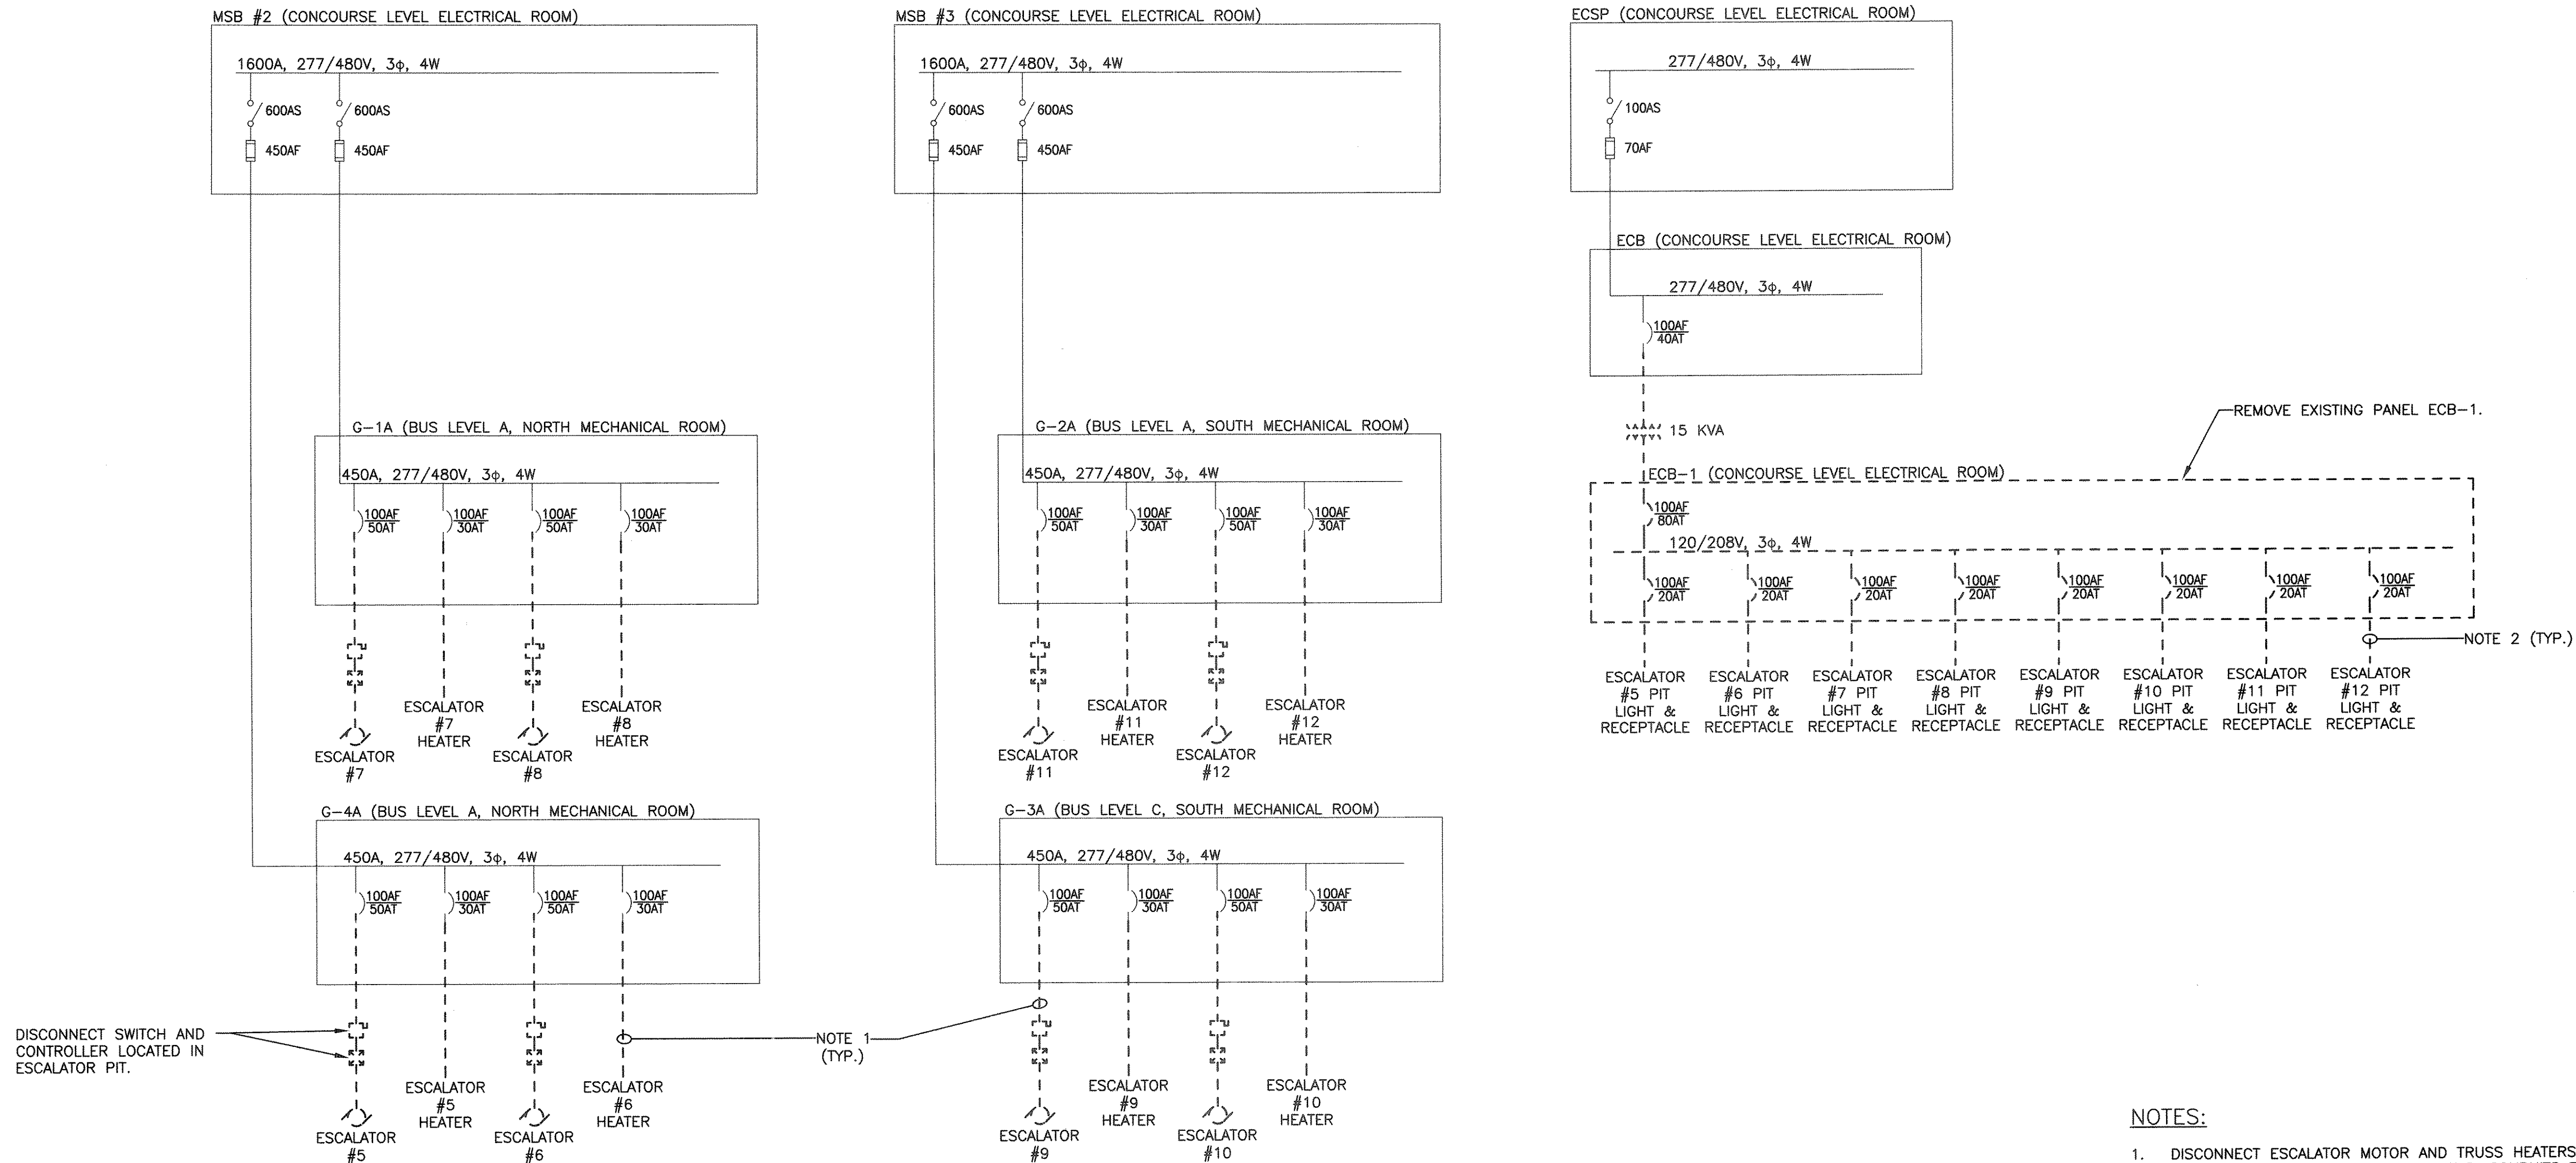 MSB #2 (CONCOURSE LEVEL ELECTRICAL ROOM)
1600A, 277/480V, 3φ, 4W
600AS
600AS
450AF
450AF
G-1A (BUS LEVEL A, NORTH MECHANICAL ROOM)
450A, 277/480V, 3φ, 4W
100AF
50AT
100AF
30AT
100AF
50AT
100AF
30AT
ESCALATOR
#7
ESCALATOR
#7
HEATER
ESCALATOR
#8
ESCALATOR
#8
HEATER
G-4A (BUS LEVEL A, NORTH MECHANICAL ROOM)
450A, 277/480V, 3φ, 4W
100AF
50AT
100AF
30AT
100AF
50AT
100AF
30AT
DISCONNECT SWITCH AND
CONTROLLER LOCATED IN
ESCALATOR PIT.
ESCALATOR
#5
ESCALATOR
#5
HEATER
ESCALATOR
#6
ESCALATOR
#6
HEATER
NOTE 1
(TYP.)
MSB #3 (CONCOURSE LEVEL ELECTRICAL ROOM)
1600A, 277/480V, 3φ, 4W
600AS
600AS
450AF
450AF
G-2A (BUS LEVEL A, SOUTH MECHANICAL ROOM)
450A, 277/480V, 3φ, 4W
100AF
50AT
100AF
30AT
100AF
50AT
100AF
30AT
ESCALATOR
#11
ESCALATOR
#11
HEATER
ESCALATOR
#12
ESCALATOR
#12
HEATER
G-3A (BUS LEVEL C, SOUTH MECHANICAL ROOM)
450A, 277/480V, 3φ, 4W
100AF
50AT
100AF
30AT
100AF
50AT
100AF
30AT
ESCALATOR
#9
ESCALATOR
#9
HEATER
ESCALATOR
#10
ESCALATOR
#10
HEATER
ECSP (CONCOURSE LEVEL ELECTRICAL ROOM)
277/480V, 3φ, 4W
100AS
70AF
ECB (CONCOURSE LEVEL ELECTRICAL ROOM)
277/480V, 3φ, 4W
100AF
40AT
15 KVA
REMOVE EXISTING PANEL ECB-1.
ECB-1 (CONCOURSE LEVEL ELECTRICAL ROOM)
100AF
80AT
120/208V, 3φ, 4W
100AF
20AT
100AF
20AT
100AF
20AT
100AF
20AT
100AF
20AT
100AF
20AT
100AF
20AT
100AF
20AT
NOTE 2 (TYP.)
ESCALATOR
#5 PIT
LIGHT &
RECEPTACLE
ESCALATOR
#6 PIT
LIGHT &
RECEPTACLE
ESCALATOR
#7 PIT
LIGHT &
RECEPTACLE
ESCALATOR
#8 PIT
LIGHT &
RECEPTACLE
ESCALATOR
#9 PIT
LIGHT &
RECEPTACLE
ESCALATOR
#10 PIT
LIGHT &
RECEPTACLE
ESCALATOR
#11 PIT
LIGHT &
RECEPTACLE
ESCALATOR
#12 PIT
LIGHT &
RECEPTACLE
NOTES:
1. DISCONNECT ESCALATOR MOTOR AND TRUSS HEATERS